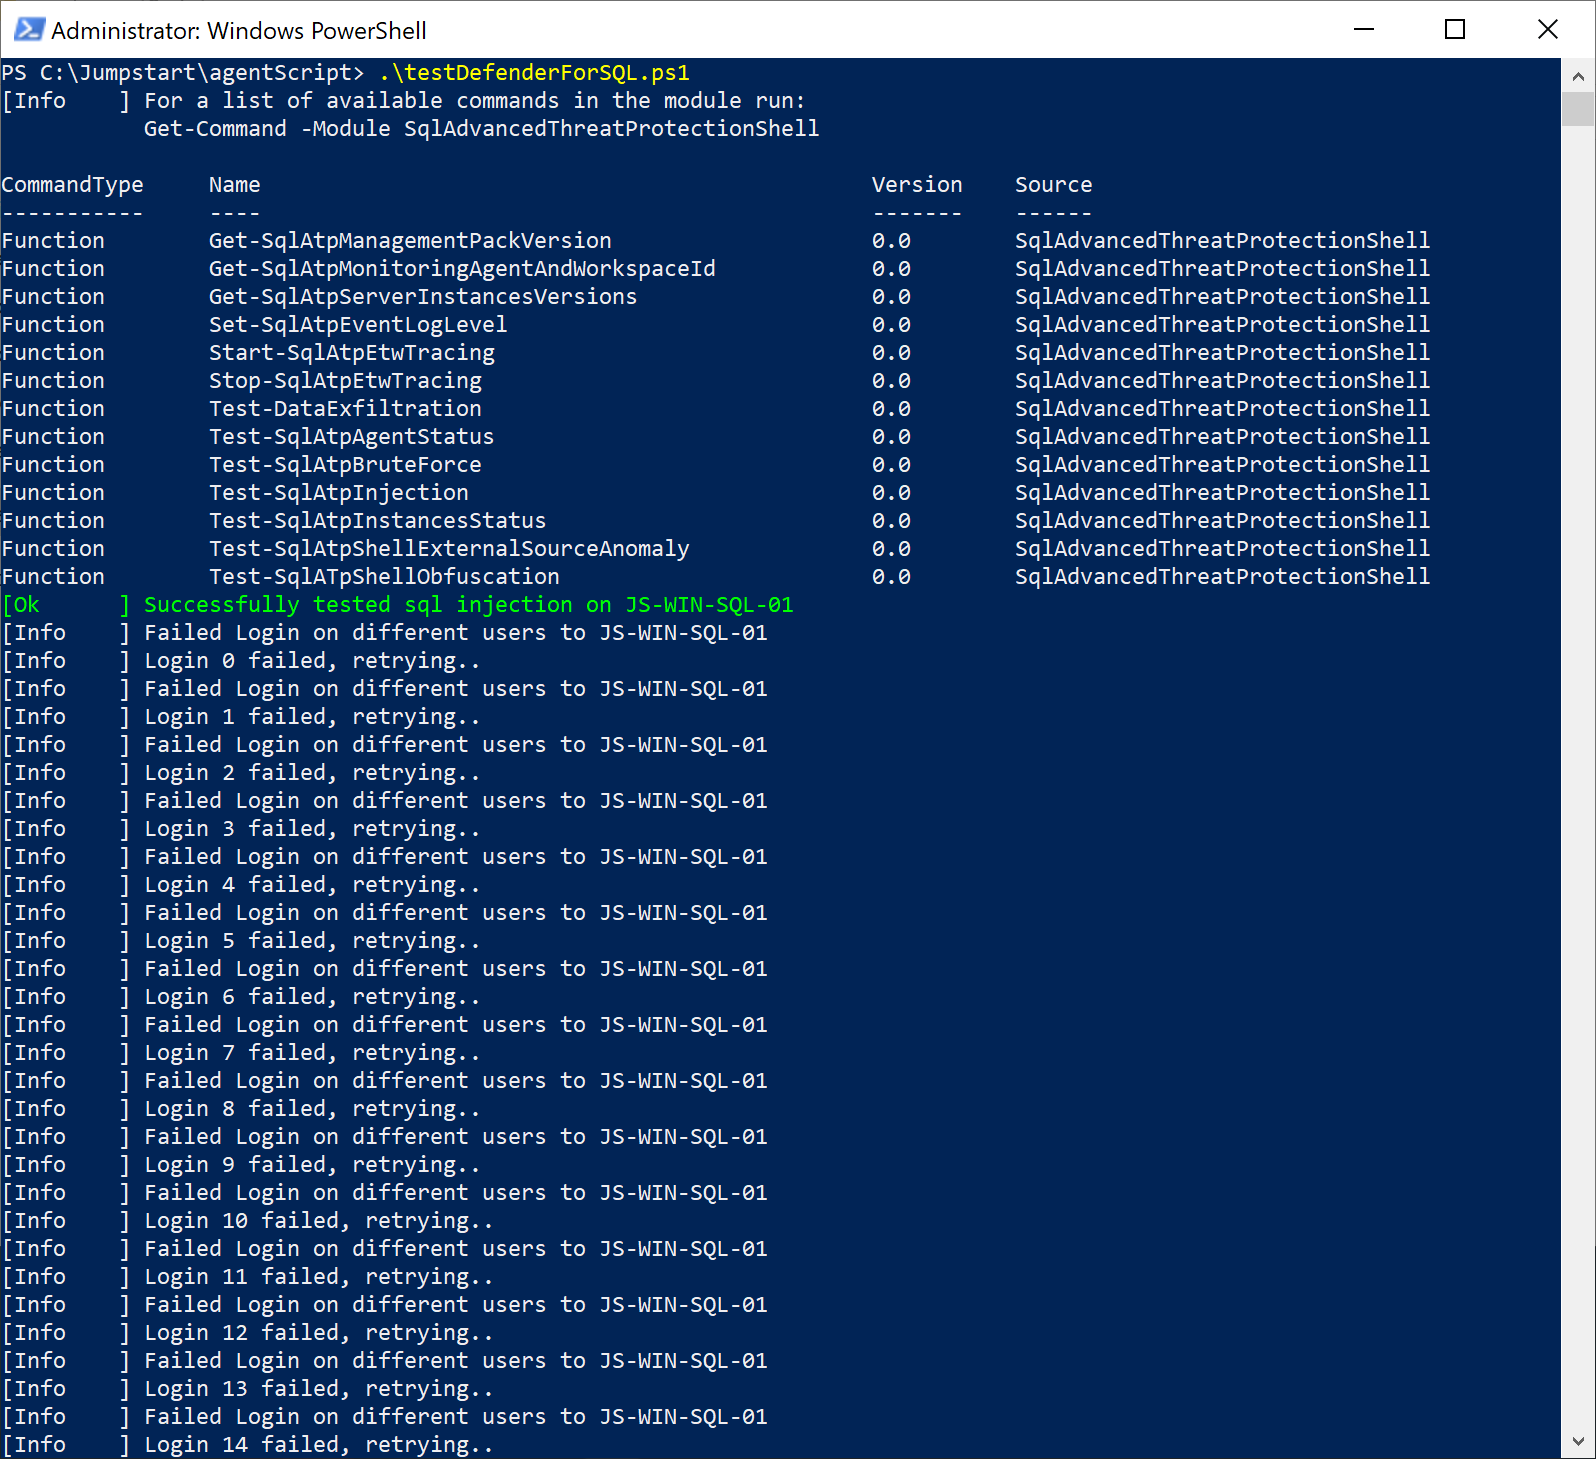 Administrator: Windows PowerShell
PS C:\Jumpstart\agentScript> .\testDefenderForSQL.ps1
[Info    ] For a list of available commands in the module run:
           Get-Command -Module SqlAdvancedThreatProtectionShell
CommandType     Name                                               Version    Source
-----------     ----                                               -------    ------
Function        Get-SqlAtpManagementPackVersion                    0.0        SqlAdvancedThreatProtectionShell
Function        Get-SqlAtpMonitoringAgentAndWorkspaceId            0.0        SqlAdvancedThreatProtectionShell
Function        Get-SqlAtpServerInstancesVersions                  0.0        SqlAdvancedThreatProtectionShell
Function        Set-SqlAtpEventLogLevel                            0.0        SqlAdvancedThreatProtectionShell
Function        Start-SqlAtpEtwTracing                             0.0        SqlAdvancedThreatProtectionShell
Function        Stop-SqlAtpEtwTracing                              0.0        SqlAdvancedThreatProtectionShell
Function        Test-DataExfiltration                              0.0        SqlAdvancedThreatProtectionShell
Function        Test-SqlAtpAgentStatus                             0.0        SqlAdvancedThreatProtectionShell
Function        Test-SqlAtpBruteForce                              0.0        SqlAdvancedThreatProtectionShell
Function        Test-SqlAtpInjection                               0.0        SqlAdvancedThreatProtectionShell
Function        Test-SqlAtpInstancesStatus                         0.0        SqlAdvancedThreatProtectionShell
Function        Test-SqlAtpShellExternalSourceAnomaly              0.0        SqlAdvancedThreatProtectionShell
Function        Test-SqlATpShellObfuscation                        0.0        SqlAdvancedThreatProtectionShell
[Ok      ] Successfully tested sql injection on JS-WIN-SQL-01
[Info    ] Failed Login on different users to JS-WIN-SQL-01
[Info    ] Login 0 failed, retrying..
[Info    ] Failed Login on different users to JS-WIN-SQL-01
[Info    ] Login 1 failed, retrying..
[Info    ] Failed Login on different users to JS-WIN-SQL-01
[Info    ] Login 2 failed, retrying..
[Info    ] Failed Login on different users to JS-WIN-SQL-01
[Info    ] Login 3 failed, retrying..
[Info    ] Failed Login on different users to JS-WIN-SQL-01
[Info    ] Login 4 failed, retrying..
[Info    ] Failed Login on different users to JS-WIN-SQL-01
[Info    ] Login 5 failed, retrying..
[Info    ] Failed Login on different users to JS-WIN-SQL-01
[Info    ] Login 6 failed, retrying..
[Info    ] Failed Login on different users to JS-WIN-SQL-01
[Info    ] Login 7 failed, retrying..
[Info    ] Failed Login on different users to JS-WIN-SQL-01
[Info    ] Login 8 failed, retrying..
[Info    ] Failed Login on different users to JS-WIN-SQL-01
[Info    ] Login 9 failed, retrying..
[Info    ] Failed Login on different users to JS-WIN-SQL-01
[Info    ] Login 10 failed, retrying..
[Info    ] Failed Login on different users to JS-WIN-SQL-01
[Info    ] Login 11 failed, retrying..
[Info    ] Failed Login on different users to JS-WIN-SQL-01
[Info    ] Login 12 failed, retrying..
[Info    ] Failed Login on different users to JS-WIN-SQL-01
[Info    ] Login 13 failed, retrying..
[Info    ] Failed Login on different users to JS-WIN-SQL-01
[Info    ] Login 14 failed, retrying..